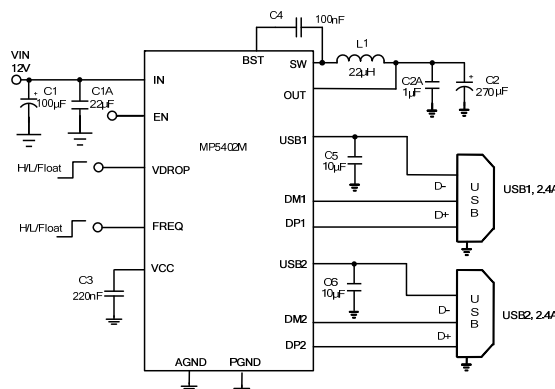 C4
100nF
VIN
12V
BST
L1
22µH
SW
IN
C1
100µF
C1A
22µF
OUT
C2A
1µF
C2
270µF
EN
MP5402M
USB1
C5
10µF
H/L/Float
VDROP
D-
USB
USB1, 2.4A
DM1
D+
DP1
H/L/Float
FREQ
VCC
USB2
C3
220nF
C6
10µF
D-
USB
USB2, 2.4A
DM2
D+
DP2
AGND
PGND